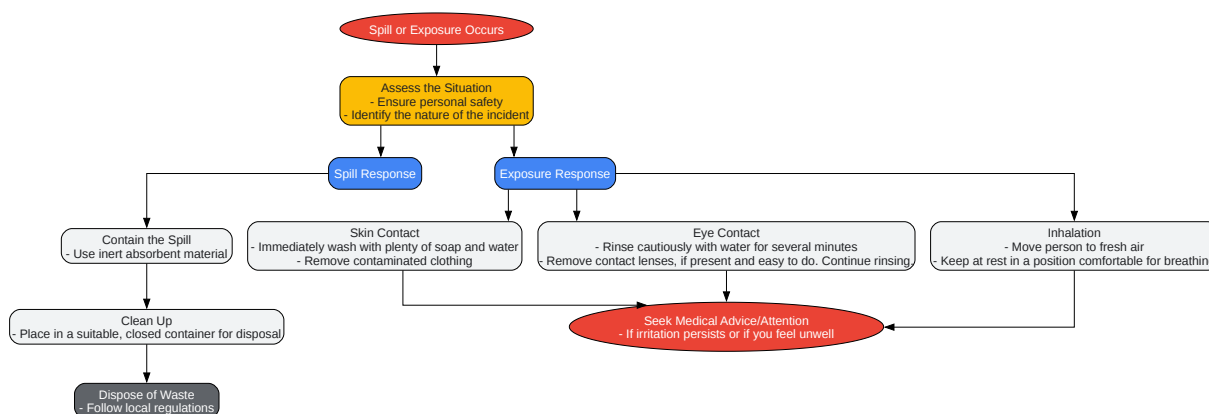 Spill or Exposure Occurs
Assess the Situation
- Ensure personal safety
- Identify the nature of the incident
Spill Response
Exposure Response
Skin Contact
- Immediately wash with plenty of soap and water
- Remove contaminated clothing
Eye Contact
- Rinse cautiously with water for several minutes
- Remove contact lenses, if present and easy to do. Continue rinsing.
Inhalation
- Move person to fresh air
- Keep at rest in a position comfortable for breathing
Contain the Spill
- Use inert absorbent material
Clean Up
- Place in a suitable, closed container for disposal
Seek Medical Advice/Attention
- If irritation persists or if you feel unwell
Dispose of Waste
- Follow local regulations